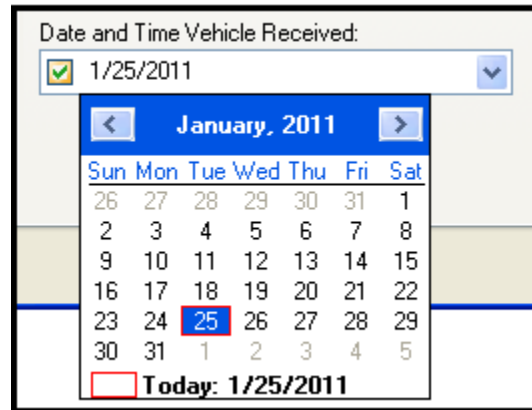 Date and Time Vehicle Received:
1/25/2011
January, 2011
Sun Mon Tue Wed Thu Fri Sat
26 27 28 29 30 31 1
2 3 4 5 6 7 8
9 10 11 12 13 14 15
16 17 18 19 20 21 22
23 24 25 26 27 28 29
30 31 1 2 3 4 5
Today: 1/25/2011